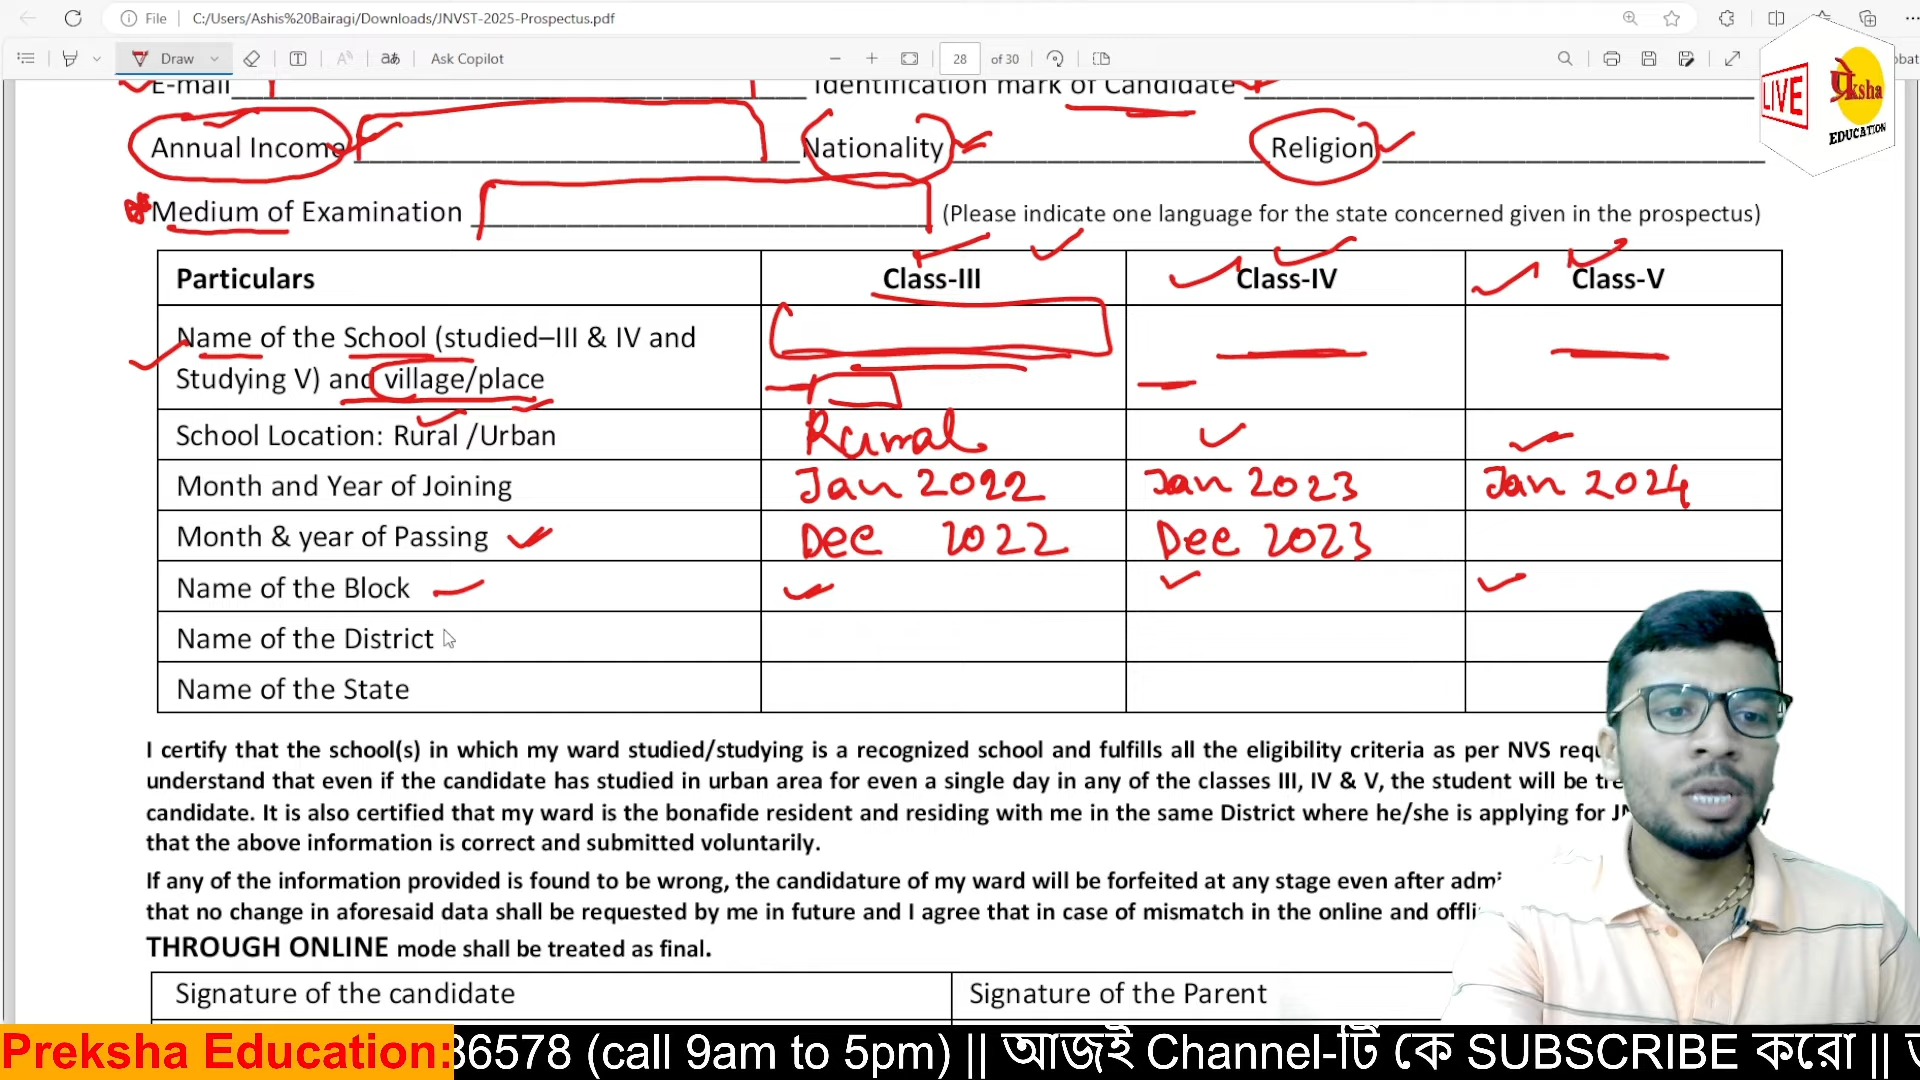 File C:/Users/Ashis%20Bairagi/Downloads/JNVST-2025-Prospectus.pdf
Draw Ask Copilot 28 of 30
LIVE प्रेksha EDUCATION
E-mail Identification mark of Candidate
Annual Income Nationality Religion
Medium of Examination (Please indicate one language for the state concerned given in the prospectus)
Particulars Class-III Class-IV Class-V
Name of the School (studied–III & IV and
Studying V) and village/place
School Location: Rural /Urban Rural
Month and Year of Joining Jan 2022 Jan 2023 Jan 2024
Month & year of Passing Dec 2022 Dec 2023
Name of the Block
Name of the District
Name of the State
I certify that the school(s) in which my ward studied/studying is a recognized school and fulfills all the eligibility criteria as per NVS
understand that even if the candidate has studied in urban area for even a single day in any of the classes III, IV & V, the student will be
candidate. It is also certified that my ward is the bonafide resident and residing with me in the same District where he/she is applying for
that the above information is correct and submitted voluntarily.
If any of the information provided is found to be wrong, the candidature of my ward will be forfeited at any stage even after
that no change in aforesaid data shall be requested by me in future and I agree that in case of mismatch in the online and
THROUGH ONLINE mode shall be treated as final.
Signature of the candidate Signature of the Parent
Preksha Education: 36578 (call 9am to 5pm) || আজই Channel-টি কে SUBSCRIBE করো ||